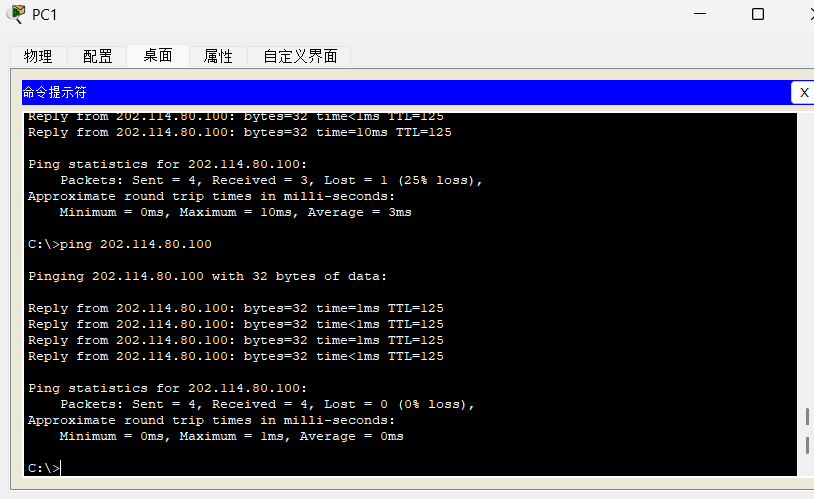 PC1
物理 配置 桌面 属性 自定义界面
命令提示符 X
Reply from 202.114.80.100: bytes=32 time<1ms TTL=125
Reply from 202.114.80.100: bytes=32 time=10ms TTL=125
Ping statistics for 202.114.80.100:
Packets: Sent = 4, Received = 3, Lost = 1 (25% loss),
Approximate round trip times in milli-seconds:
Minimum = 0ms, Maximum = 10ms, Average = 3ms
C:\>ping 202.114.80.100
Pinging 202.114.80.100 with 32 bytes of data:
Reply from 202.114.80.100: bytes=32 time=1ms TTL=125
Reply from 202.114.80.100: bytes=32 time<1ms TTL=125
Reply from 202.114.80.100: bytes=32 time=1ms TTL=125
Reply from 202.114.80.100: bytes=32 time<1ms TTL=125
Ping statistics for 202.114.80.100:
Packets: Sent = 4, Received = 4, Lost = 0 (0% loss),
Approximate round trip times in milli-seconds:
Minimum = 0ms, Maximum = 1ms, Average = 0ms
C:\>